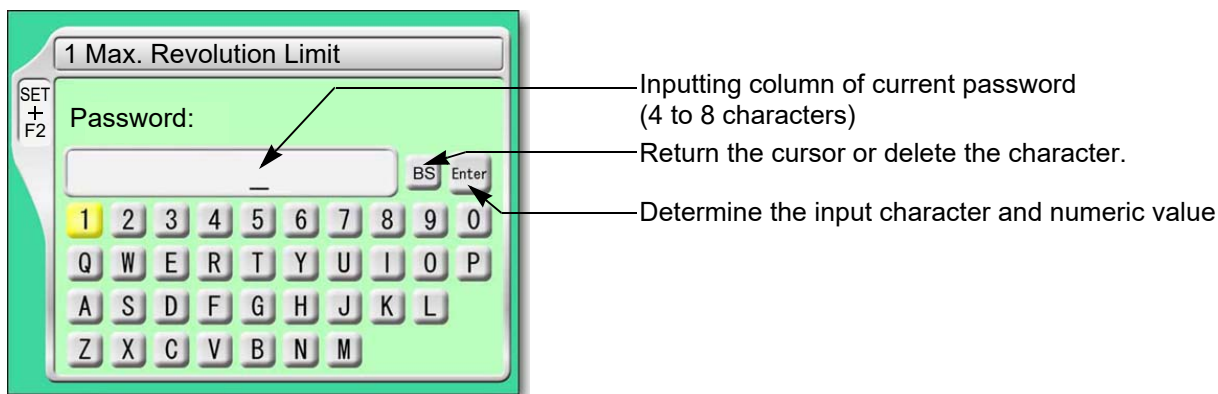 1 Max. Revolution Limit
SET
+
F2
Password:
_
BS Enter
1 2 3 4 5 6 7 8 9 0
Q W E R T Y U I O P
A S D F G H J K L
Z X C V B N M
Inputting column of current password
(4 to 8 characters)
Return the cursor or delete the character.
Determine the input character and numeric value